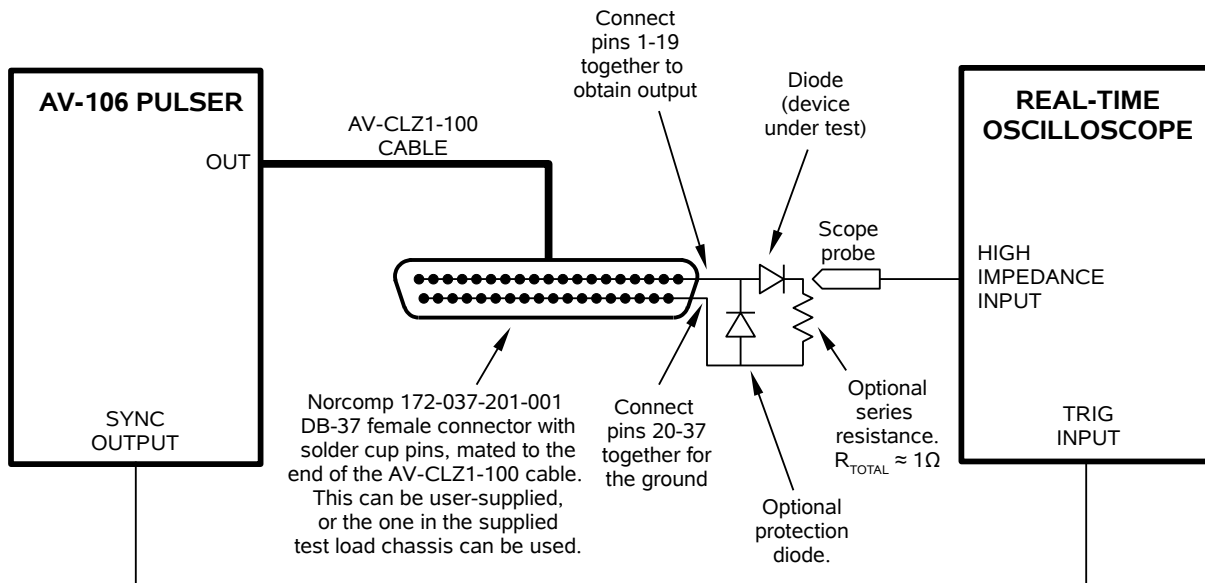 AV-106 PULSER
OUT
SYNC
OUTPUT
AV-CLZ1-100
CABLE
Connect
pins 1-19
together to
obtain output
Diode
(device
under test)
Scope
probe
REAL-TIME
OSCILLOSCOPE
HIGH
IMPEDANCE
INPUT
TRIG
INPUT
Norcomp 172-037-201-001
DB-37 female connector with
solder cup pins, mated to the
end of the AV-CLZ1-100 cable.
This can be user-supplied,
or the one in the supplied
test load chassis can be used.
Connect
pins 20-37
together for
the ground
Optional
protection
diode.
Optional
series
resistance.
R_TOTAL ≈ 1Ω